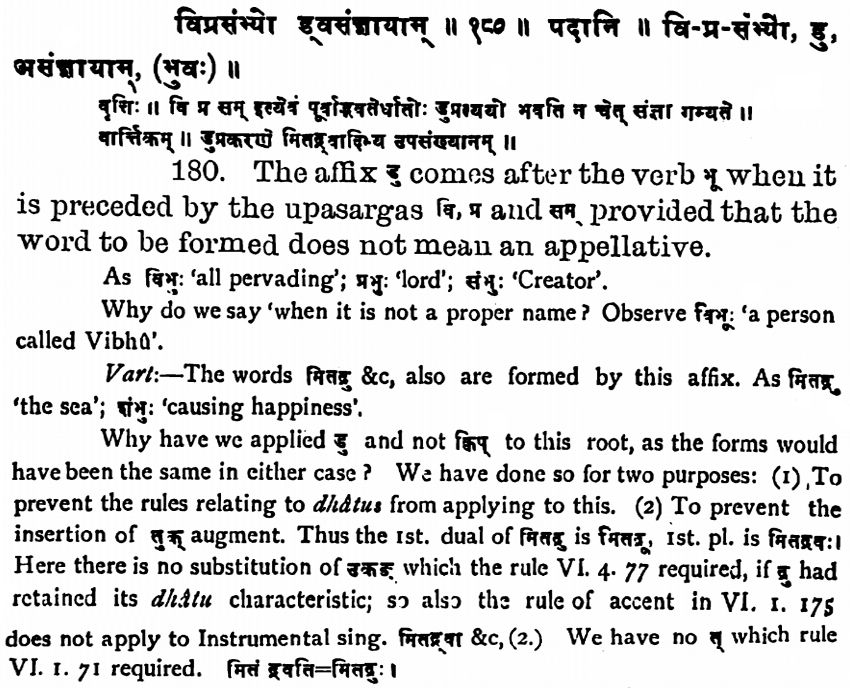 विप्रसंभ्यो ड्वसंज्ञायाम् ॥ १८० ॥ पदानि ॥ वि-प्र-संभ्यो, डु,
असंज्ञायाम्, (भुवः) ॥
वृत्तिः ॥ वि प्र सम् इत्येवं पूर्वाद्भवतेर्धातोः डुप्रत्ययो भवति न चेत् संज्ञा गम्यते ॥
वार्त्तिकम् ॥ डुप्रकरणे मितद्र्वादिभ्य उपसंख्यानम् ॥
180. The affix डु comes after the verb भू when it
is preceded by the upasargas वि, प्र and सम् provided that the
word to be formed does not mean an appellative.
As विभुः 'all pervading'; प्रभुः 'lord'; संभुः 'Creator'.
Why do we say 'when it is not a proper name? Observe विभूः 'a person
called Vibhû'.
Vart:—The words मितद्रु &c, also are formed by this affix. As मितद्रु
'the sea'; शंभुः 'causing happiness'.
Why have we applied डु and not क्विप् to this root, as the forms would
have been the same in either case? We have done so for two purposes: (1) To
prevent the rules relating to dhâtus from applying to this. (2) To prevent the
insertion of तुक् augment. Thus the 1st. dual of मितद्रु is मितद्रू, 1st. pl. is मितद्रवः।
Here there is no substitution of उवङ् which the rule VI. 4. 77 required, if द्रु had
retained its dhâtu characteristic; so also the rule of accent in VI. 1. 175
does not apply to Instrumental sing. मितद्र्वा &c, (2.) We have no त् which rule
VI. 1. 71 required. मितं द्रवति=मितद्रुः।